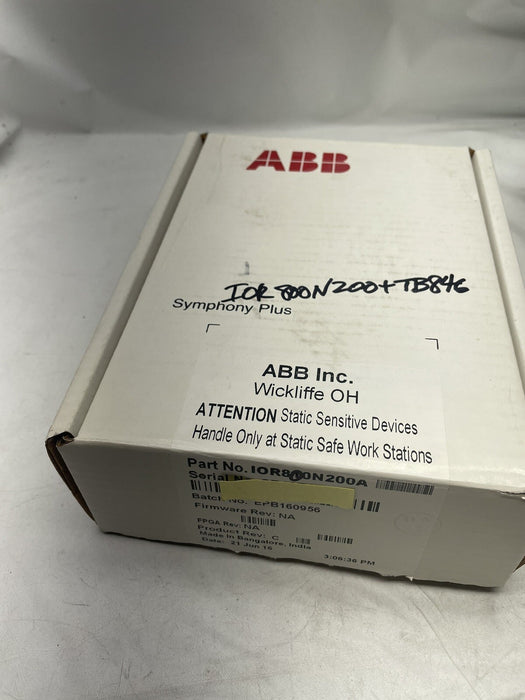 ABB
IOR800N200+TB846
Symphony Plus
ABB Inc.
Wickliffe OH
ATTENTION Static Sensitive Devices
Handle Only at Static Safe Work Stations
Part No. IOR800N200A
Serial
Batch No: EPB160956
Firmware Rev: NA
FPGA Rev: NA
Product Rev: C
Made in Bangalore, India
Date: 21 Jun 16 3:06:36 PM